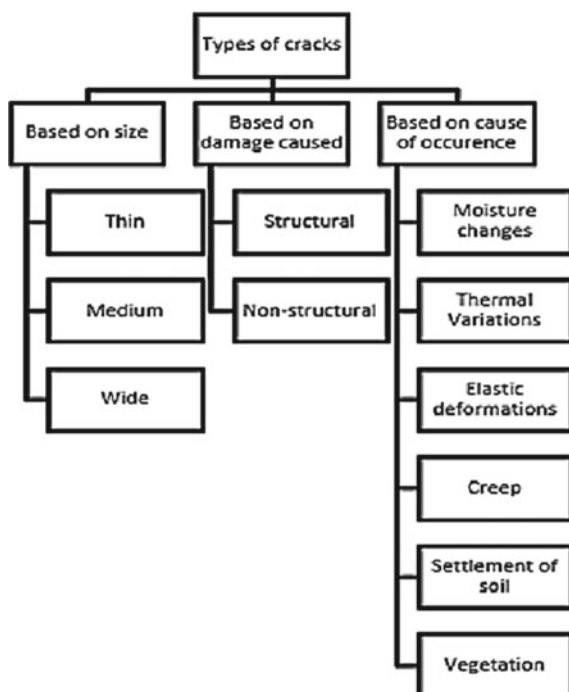 Types of cracks
Based on size
Based on
damage caused
Based on cause
of occurence
Thin
Medium
Wide
Structural
Non-structural
Moisture
changes
Thermal
Variations
Elastic
deformations
Creep
Settlement of
soil
Vegetation